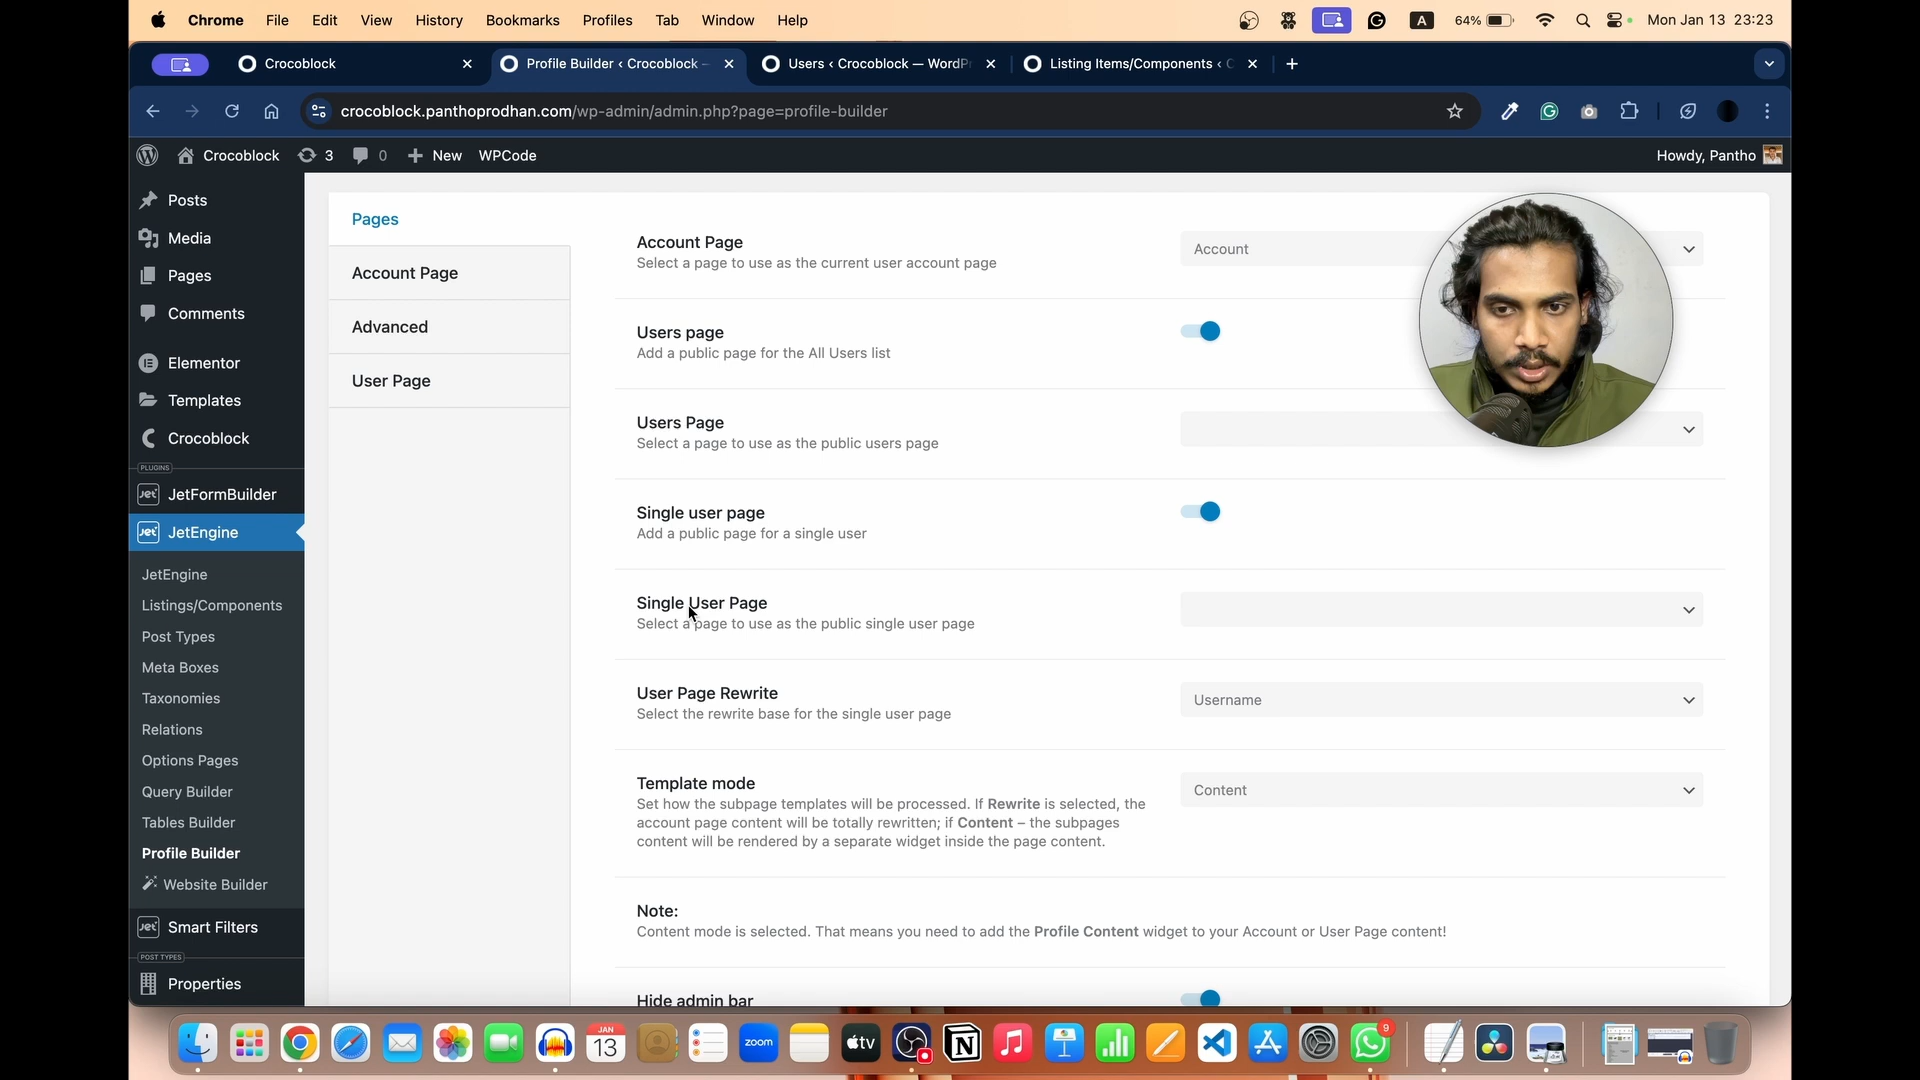 Chrome File Edit View History Bookmarks Profiles Tab Window Help A 64% Mon Jan 13 23:23
Crocoblock Profile Builder ‹ Crocoblock — Users ‹ Crocoblock — WordP Listing Items/Components ‹
crocoblock.panthoprodhan.com/wp-admin/admin.php?page=profile-builder
Crocoblock 3 0 New WPCode Howdy, Pantho
Posts
Media
Pages
Comments
Elementor
Templates
Crocoblock
PLUGINS
JetFormBuilder
JetEngine
JetEngine
Listings/Components
Post Types
Meta Boxes
Taxonomies
Relations
Options Pages
Query Builder
Tables Builder
Profile Builder
Website Builder
Smart Filters
POST TYPES
Properties
Pages
Account Page
Advanced
User Page
Account Page
Select a page to use as the current user account page
Account
Users page
Add a public page for the All Users list
Users Page
Select a page to use as the public users page
Single user page
Add a public page for a single user
Single User Page
Select a page to use as the public single user page
User Page Rewrite
Select the rewrite base for the single user page
Username
Template mode
Set how the subpage templates will be processed. If Rewrite is selected, the
account page content will be totally rewritten; if Content – the subpages
content will be rendered by a separate widget inside the page content.
Content
Note:
Content mode is selected. That means you need to add the Profile Content widget to your Account or User Page content!
Hide admin bar
JAN
13
zoom
tv
9